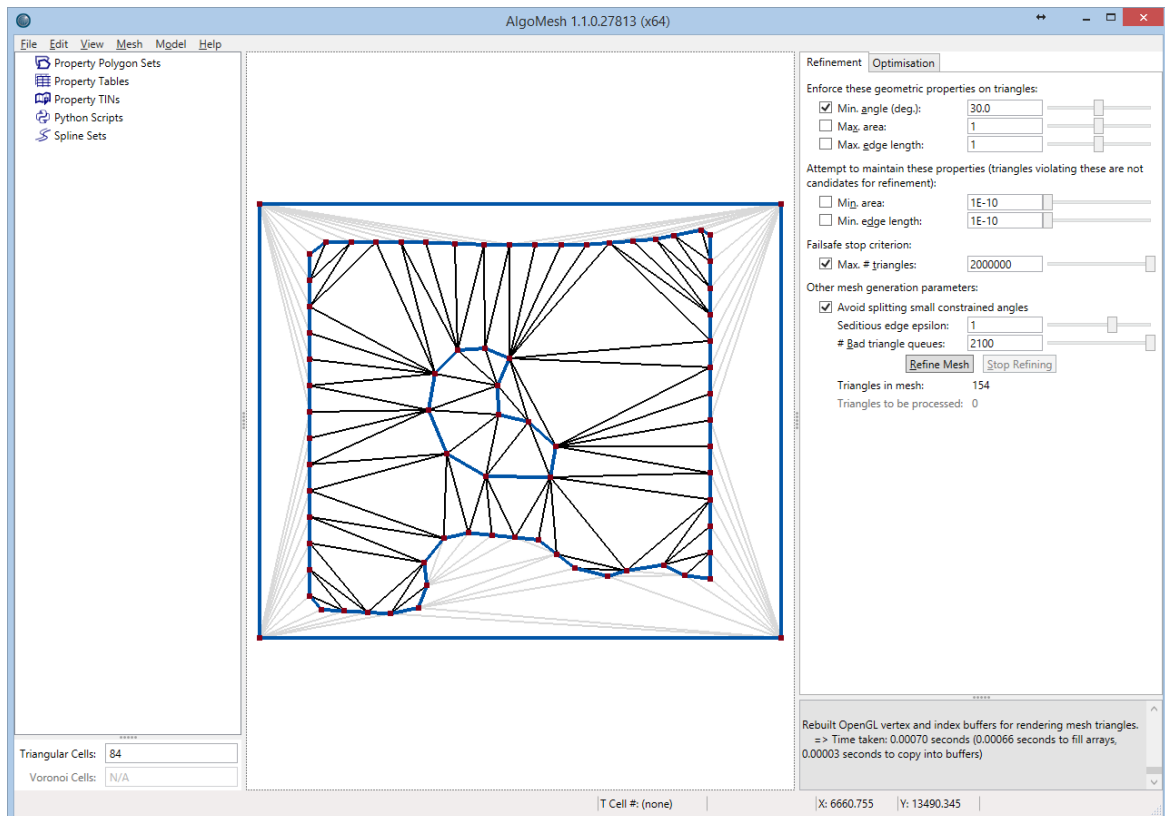 AlgoMesh 1.1.0.27813 (x64)
File Edit View Mesh Model Help
Property Polygon Sets
Property Tables
Property TINs
Python Scripts
Spline Sets
Triangular Cells: 84
Voronoi Cells: N/A
Refinement Optimisation
Enforce these geometric properties on triangles:
Min. angle (deg.): 30.0
Max. area: 1
Max. edge length: 1
Attempt to maintain these properties (triangles violating these are not
candidates for refinement):
Min. area: 1E-10
Min. edge length: 1E-10
Failsafe stop criterion:
Max. # triangles: 2000000
Other mesh generation parameters:
Avoid splitting small constrained angles
Seditious edge epsilon: 1
# Bad triangle queues: 2100
Refine Mesh Stop Refining
Triangles in mesh: 154
Triangles to be processed: 0
Rebuilt OpenGL vertex and index buffers for rendering mesh triangles.
=> Time taken: 0.00070 seconds (0.00066 seconds to fill arrays,
0.00003 seconds to copy into buffers)
T Cell #: (none) X: 6660.755 Y: 13490.345